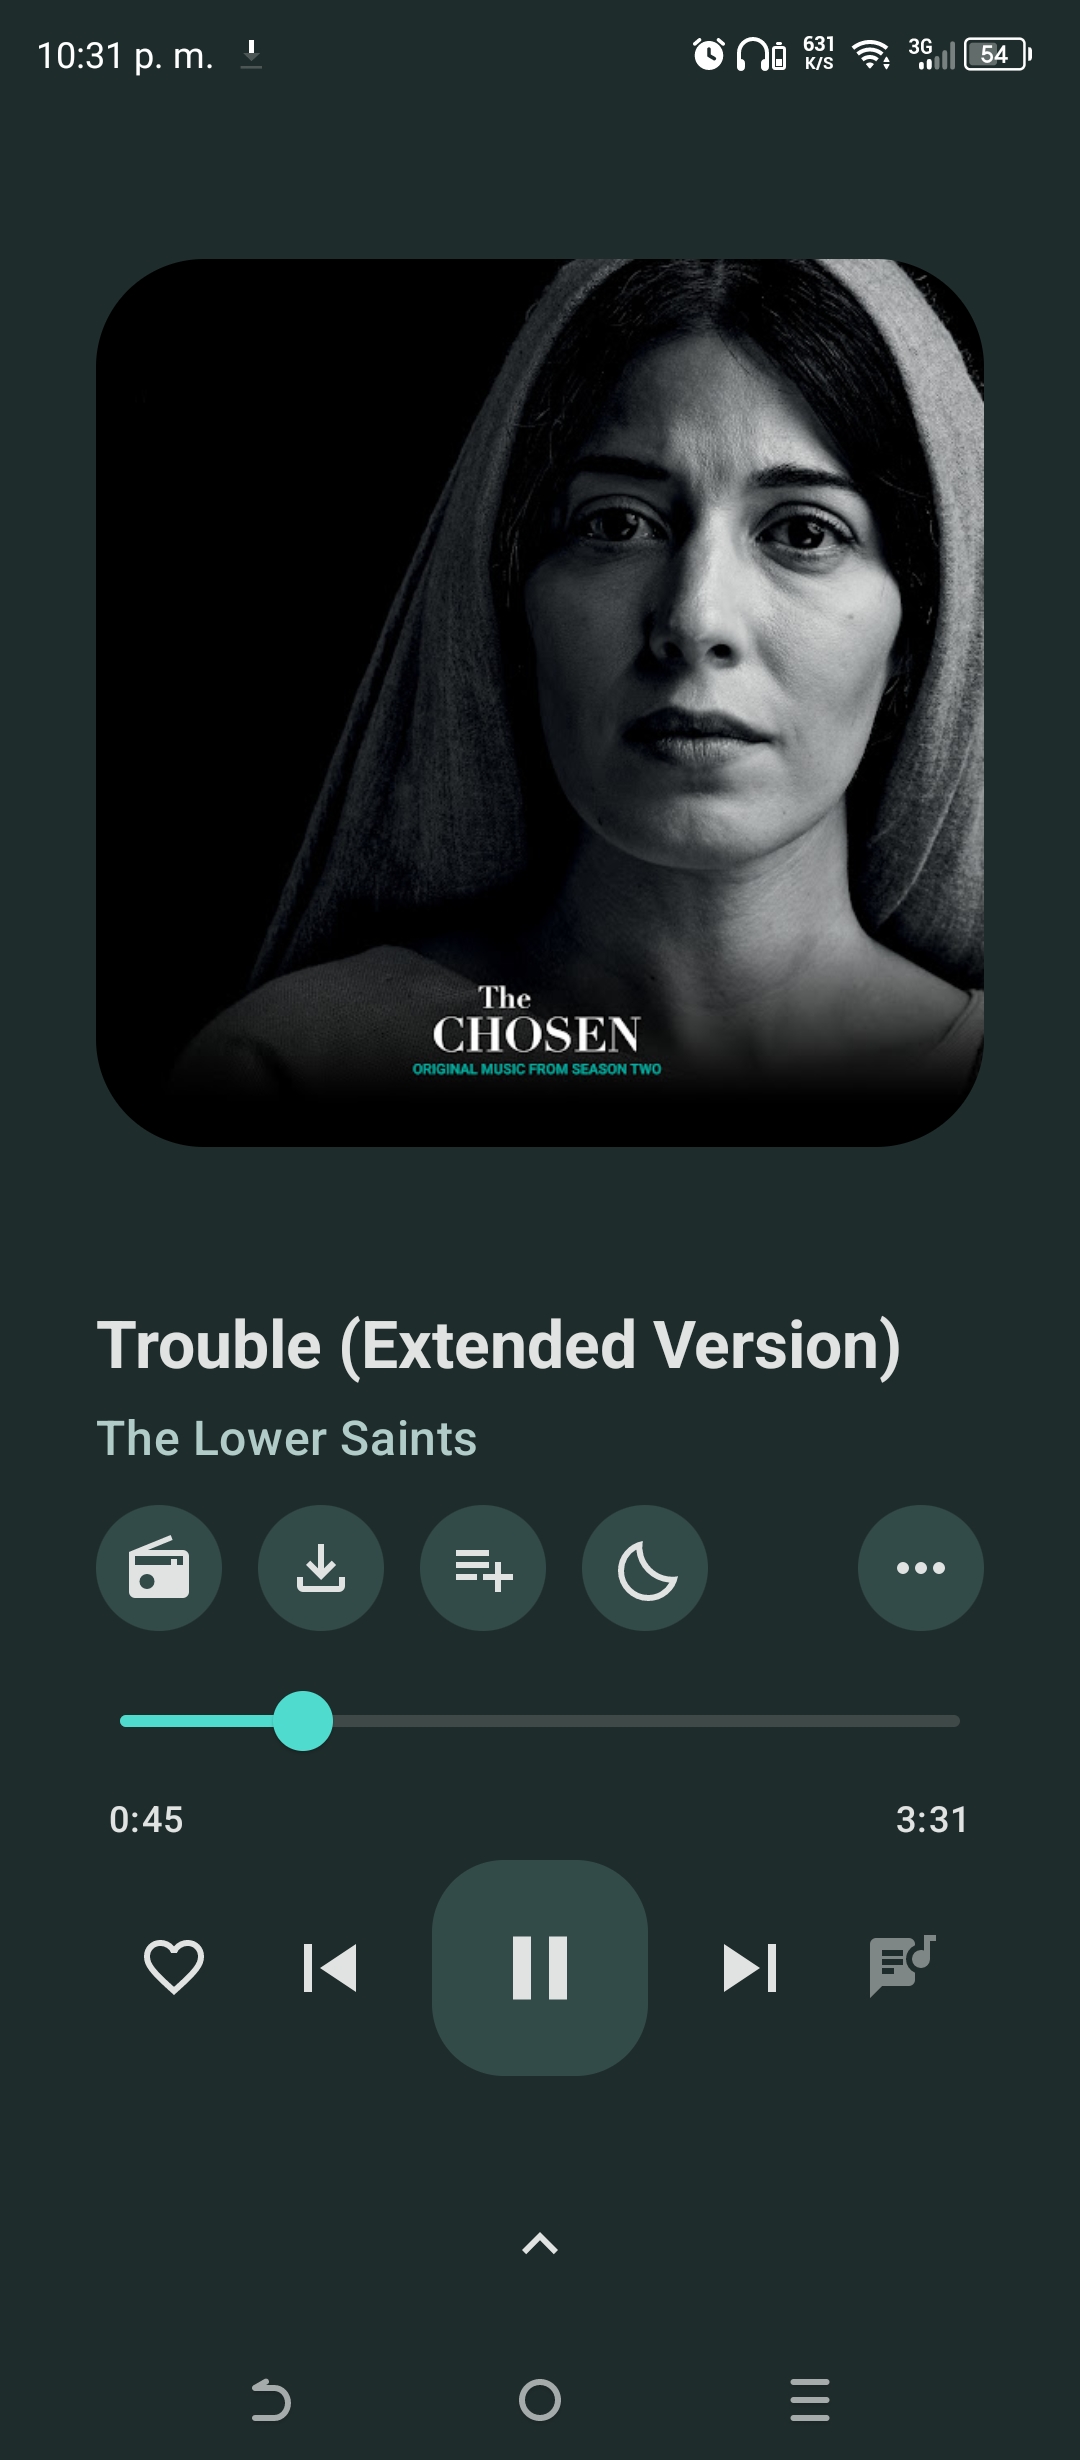 10:31 p. m.
631
K/S
3G
54
The
CHOSEN
ORIGINAL MUSIC FROM SEASON TWO
Trouble (Extended Version)
The Lower Saints
0:45
3:31